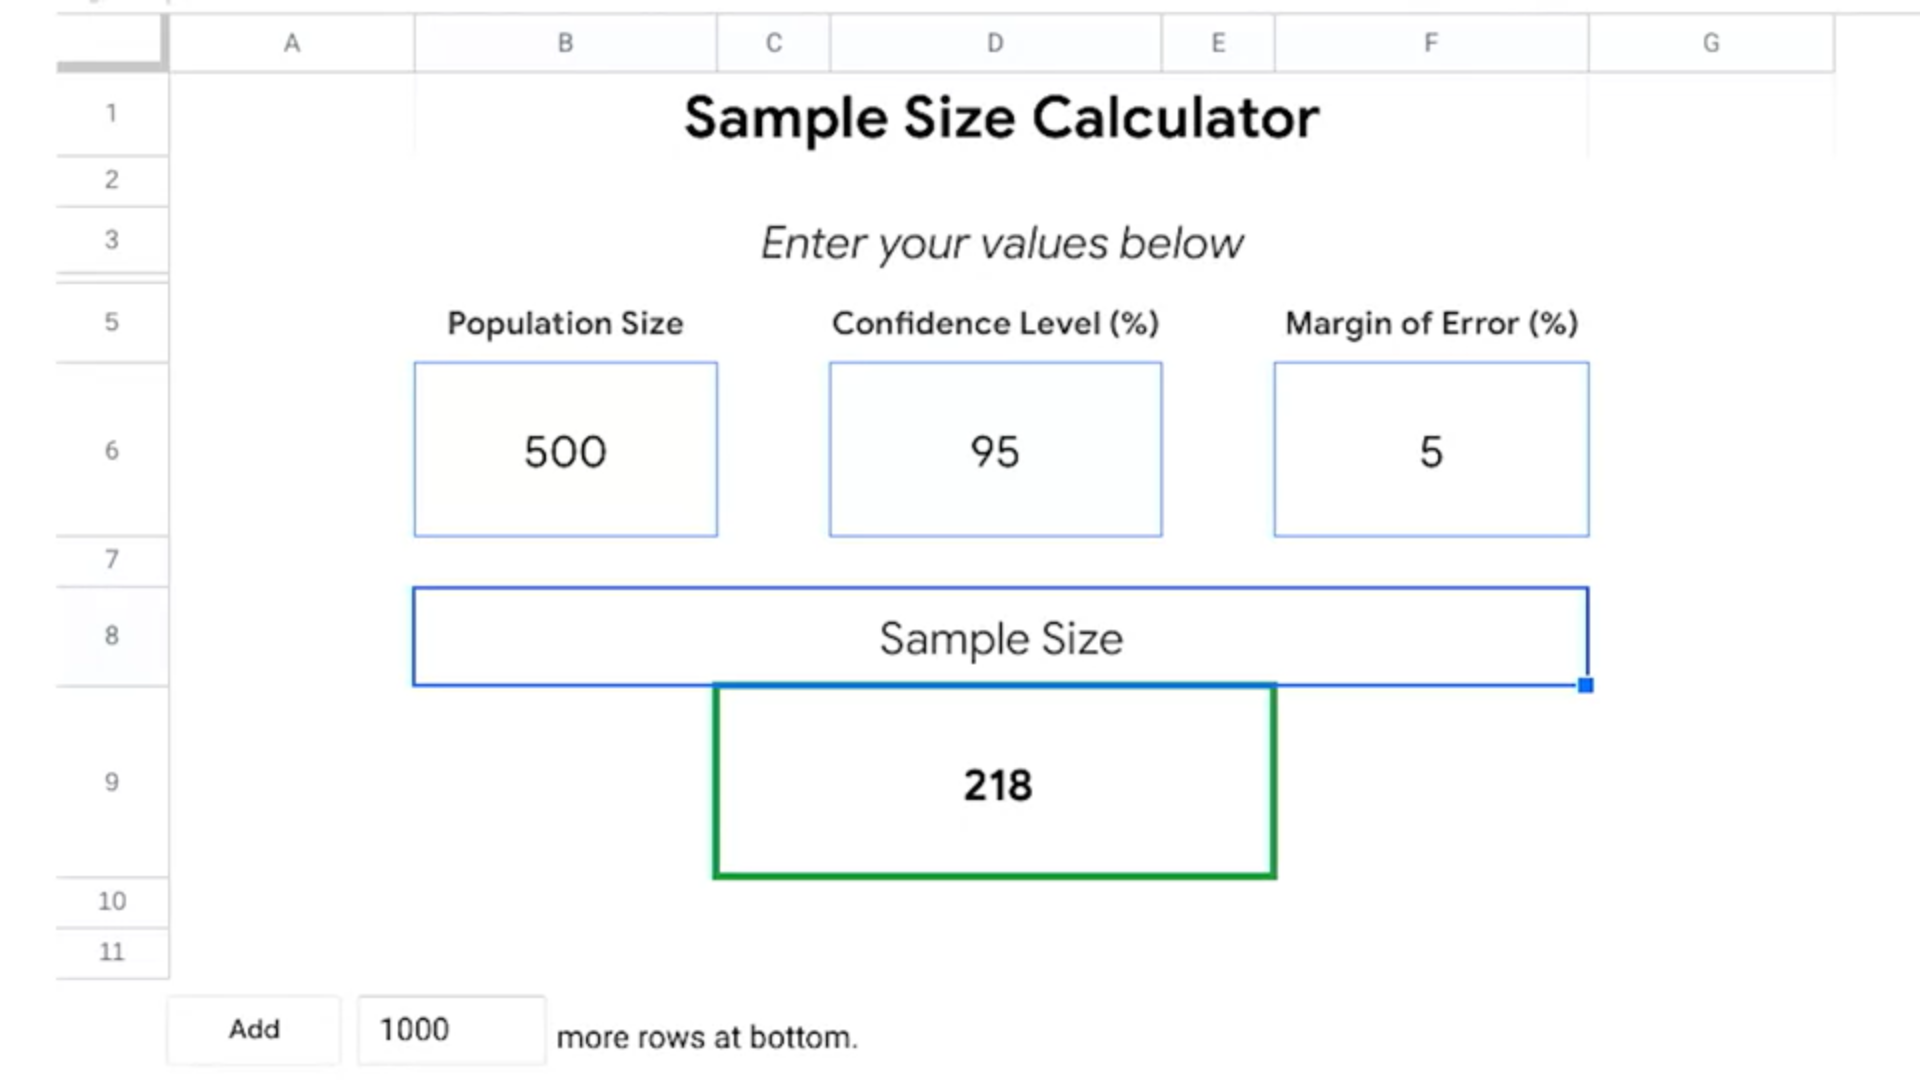 A B C D E F G
1 Sample Size Calculator
2
3 Enter your values below
5 Population Size Confidence Level (%) Margin of Error (%)
6 500 95 5
7
8 Sample Size
9 218
10
11
Add 1000 more rows at bottom.